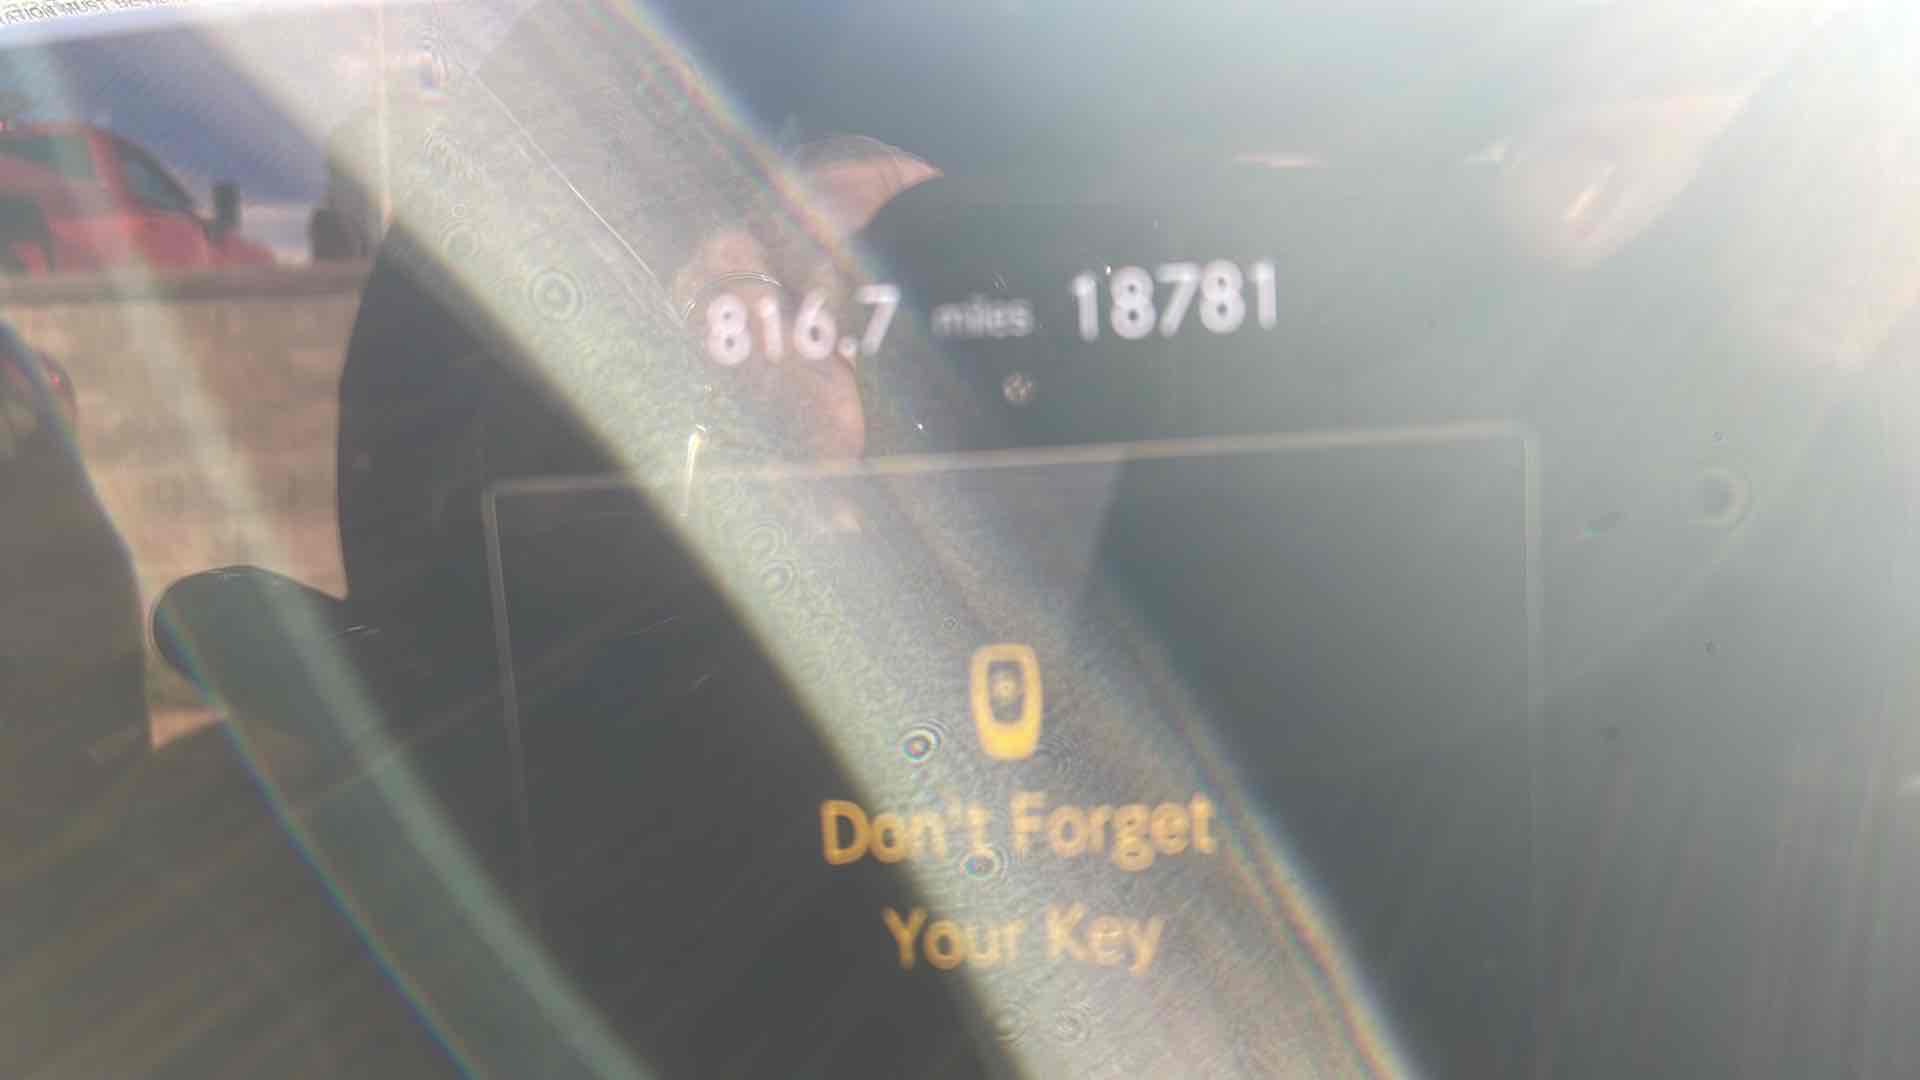 816.7 miles 18781
Don't Forget
Your Key